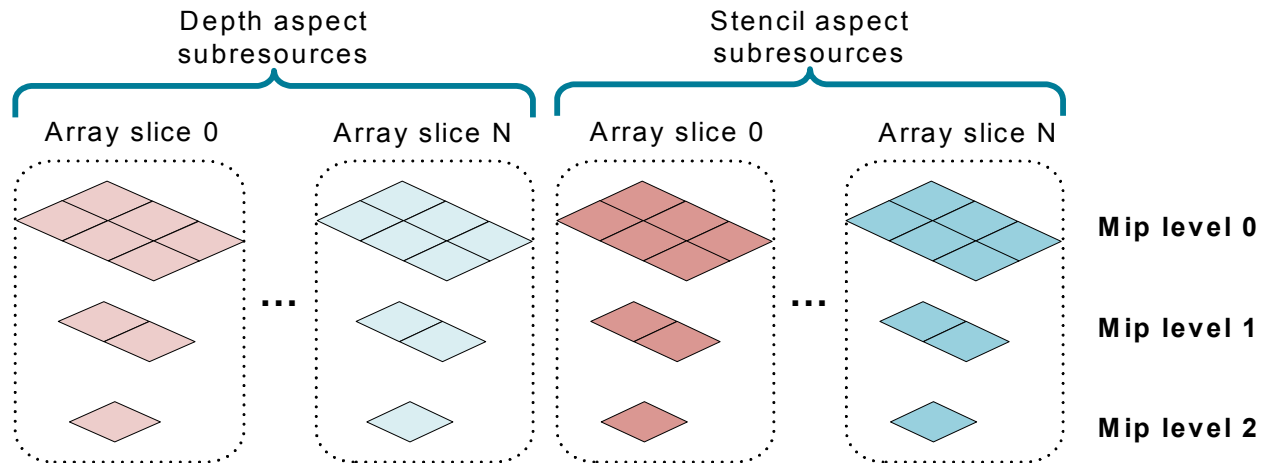 Depth aspect
subresources
Stencil aspect
subresources
Array slice 0
Array slice N
Array slice 0
Array slice N
Mip level 0
...
...
Mip level 1
Mip level 2